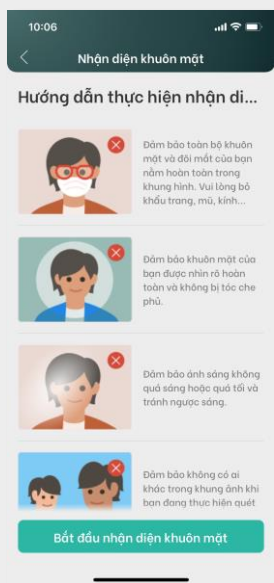 10:06
Nhận diện khuôn mặt
Hướng dẫn thực hiện nhận di...
Đảm bảo toàn bộ khuôn
mặt và đôi mắt của bạn
nằm hoàn toàn trong
khung hình. Vui lòng bỏ
khẩu trang, mũ, kính...
Đảm bảo khuôn mặt của
bạn được nhìn rõ hoàn
toàn và không bị tóc che
phủ.
Đảm bảo ánh sáng không
quá sáng hoặc quá tối và
tránh ngược sáng.
Đảm bảo không có ai
khác trong khung ảnh khi
bạn đang thực hiện quét
Bắt đầu nhận diện khuôn mặt